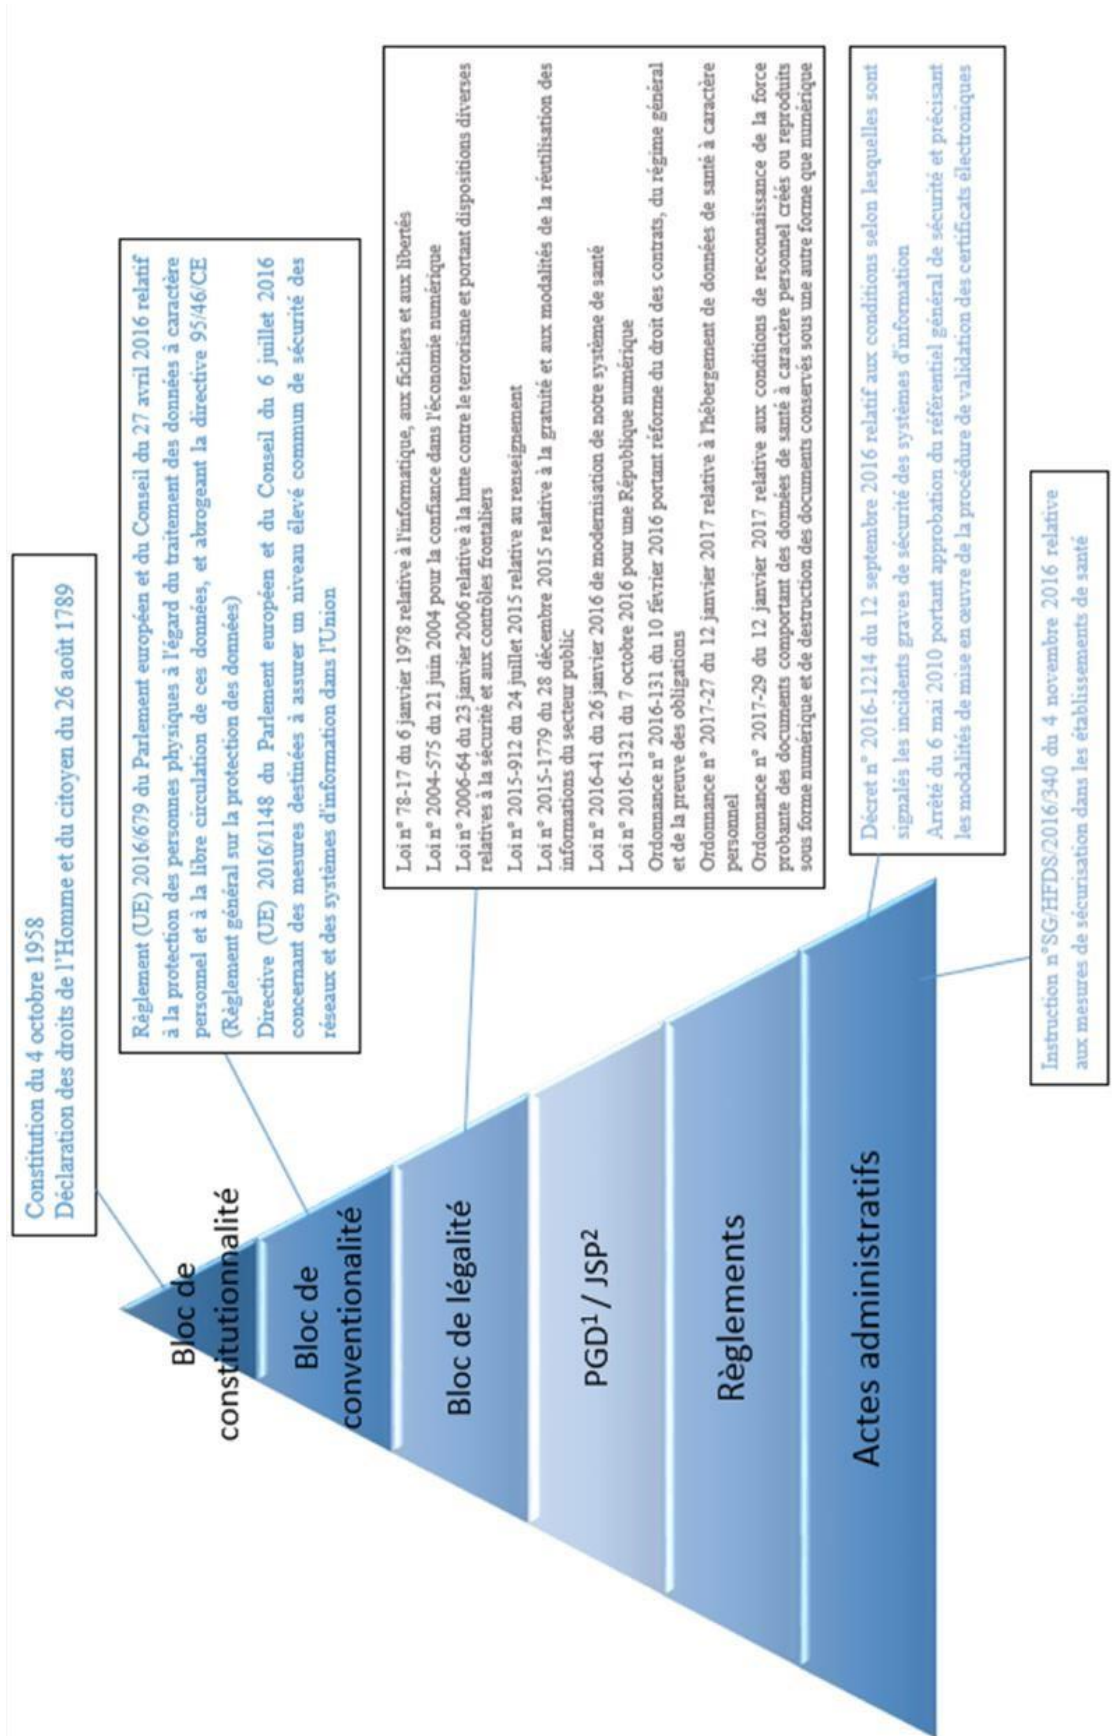 Constitution du 4 octobre 1958
Déclaration des droits de l'Homme et du citoyen du 26 août 1789
Règlement (UE) 2016/679 du Parlement européen et du Conseil du 27 avril 2016 relatif
à la protection des personnes physiques à l'égard du traitement des données à caractère
personnel et à la libre circulation de ces données, et abrogeant la directive 95/46/CE
(Règlement général sur la protection des données)
Directive (UE) 2016/1148 du Parlement européen et du Conseil du 6 juillet 2016
concernant des mesures destinées à assurer un niveau élevé commun de sécurité des
réseaux et des systèmes d'information dans l'Union
Loi n° 78-17 du 6 janvier 1978 relative à l'informatique, aux fichiers et aux libertés
Loi n° 2004-575 du 21 juin 2004 pour la confiance dans l'économie numérique
Loi n° 2006-64 du 23 janvier 2006 relative à la lutte contre le terrorisme et portant dispositions diverses
relatives à la sécurité et aux contrôles frontaliers
Loi n° 2015-912 du 24 juillet 2015 relative au renseignement
Loi n° 2015-1779 du 28 décembre 2015 relative à la gratuité et aux modalités de la réutilisation des
informations du secteur public
Loi n° 2016-41 du 26 janvier 2016 de modernisation de notre système de santé
Loi n° 2016-1321 du 7 octobre 2016 pour une République numérique
Ordonnance n° 2016-131 du 10 février 2016 portant réforme du droit des contrats, du régime général
et de la preuve des obligations
Ordonnance n° 2017-27 du 12 janvier 2017 relative à l'hébergement de données de santé à caractère
personnel
Ordonnance n° 2017-29 du 12 janvier 2017 relative aux conditions de reconnaissance de la force
probante des documents comportant des données de santé à caractère personnel créés ou reproduits
sous forme numérique et de destruction des documents conservés sous une autre forme que numérique
Décret n° 2016-1214 du 12 septembre 2016 relatif aux conditions selon lesquelles sont
signalés les incidents graves de sécurité des systèmes d'information
Arrêté du 6 mai 2010 portant approbation du référentiel général de sécurité et précisant
les modalités de mise en œuvre de la procédure de validation des certificats électroniques
Instruction n°SG/HFDS/2016/340 du 4 novembre 2016 relative
aux mesures de sécurisation dans les établissements de santé
Bloc de
constitutionnalité
Bloc de
conventionalité
Bloc de légalité
PGD¹ / JSP²
Règlements
Actes administratifs